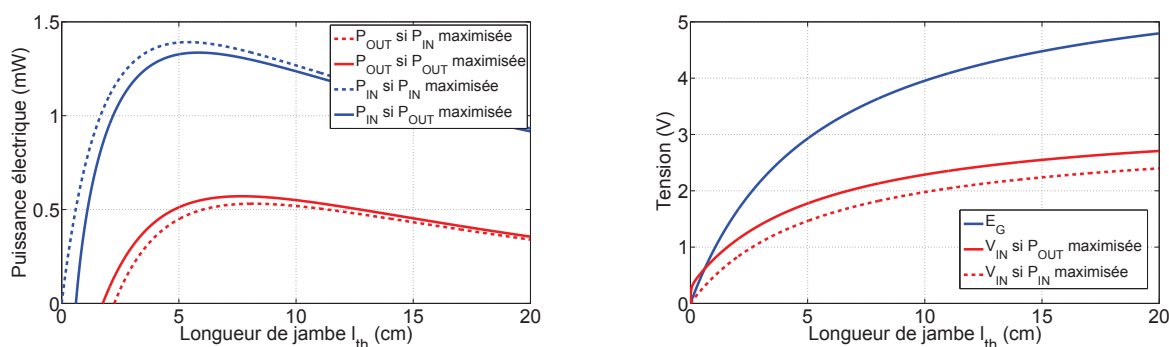 Puissance électrique (mW)
1.5
1
0.5
0
0
5
10
15
20
Longueur de jambe l_th (cm)
P_OUT si P_IN maximisée
P_OUT si P_OUT maximisée
P_IN si P_IN maximisée
P_IN si P_OUT maximisée
Tension (V)
5
4
3
2
1
0
0
5
10
15
20
Longueur de jambe l_th (cm)
E_G
V_IN si P_OUT maximisée
V_IN si P_IN maximisée